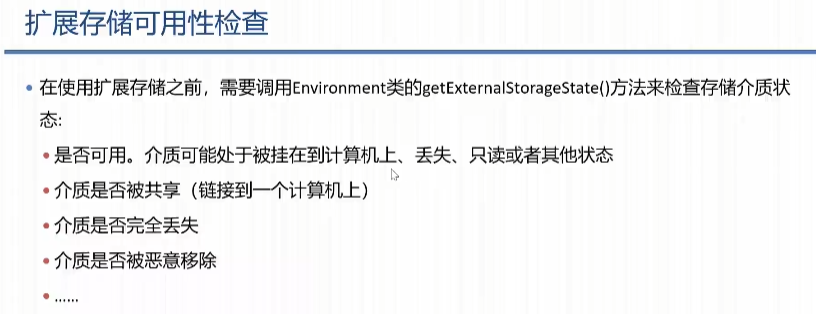 扩展存储可用性检查
•在使用扩展存储之前，需要调用Environment类的getExternalStorageState()方法来检查存储介质状
态:
•是否可用。介质可能处于被挂在到计算机上、丢失、只读或者其他状态
•介质是否被共享（链接到一个计算机上）
•介质是否完全丢失
•介质是否被恶意移除
•......